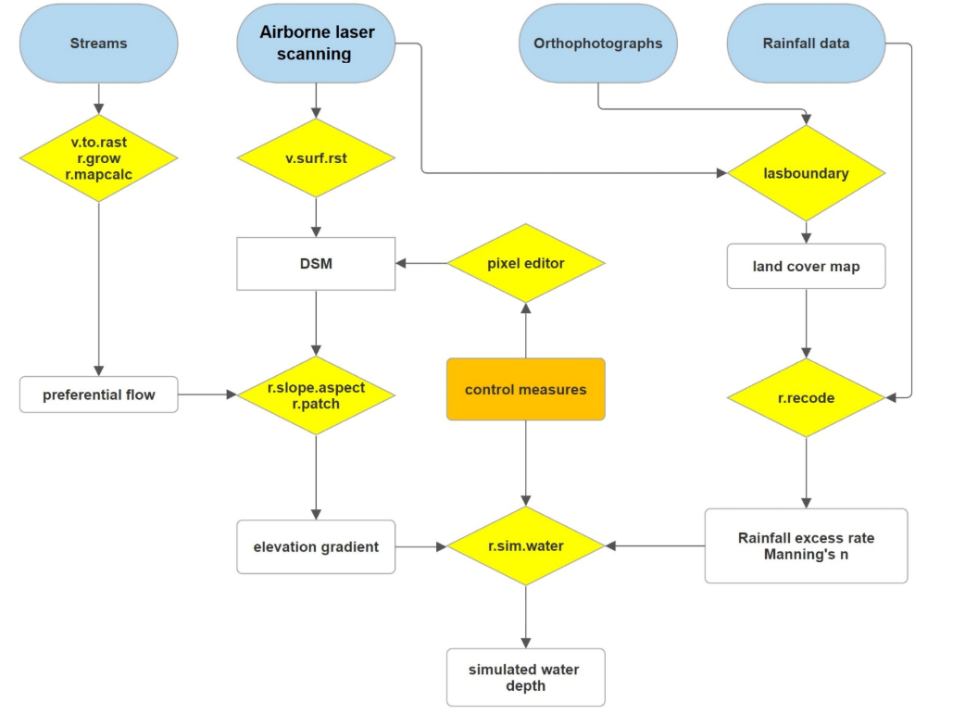 Streams
Airborne laser
scanning
Orthophotographs
Rainfall data
v.to.rast
r.grow
r.mapcalc
v.surf.rst
lasboundary
DSM
pixel editor
land cover map
preferential flow
r.slope.aspect
r.patch
control measures
r.recode
elevation gradient
r.sim.water
Rainfall excess rate
Manning's n
simulated water
depth